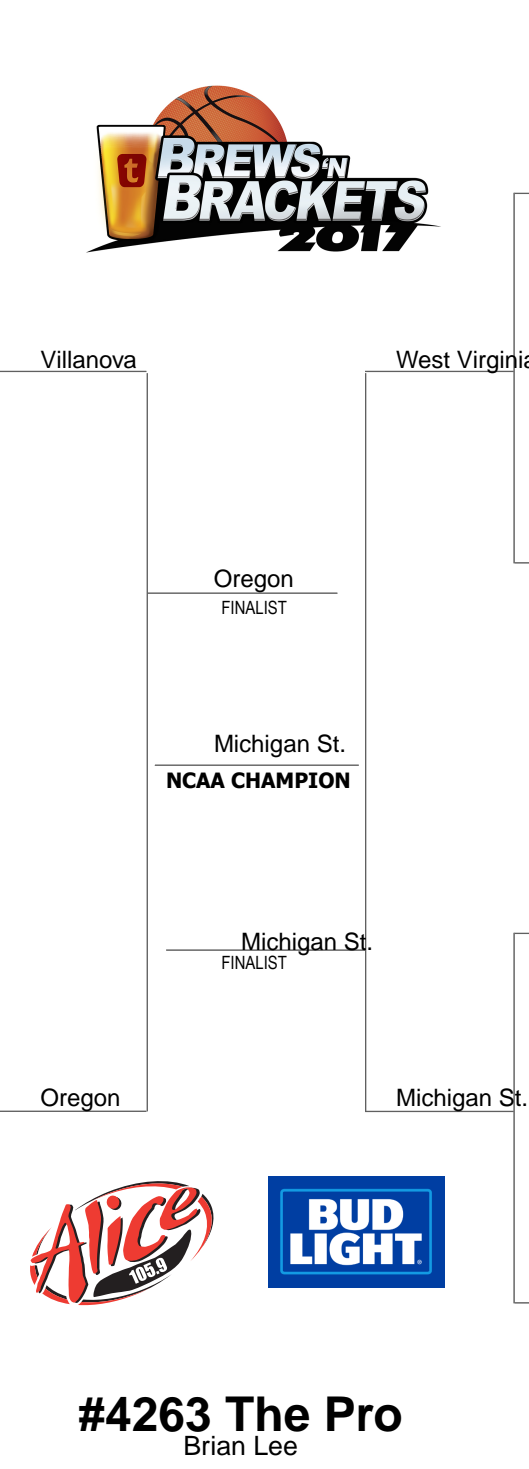 t
BREWS 'N
BRACKETS
2017
Villanova
West Virginia
Oregon
FINALIST
Michigan St.
NCAA CHAMPION
Michigan St.
FINALIST
Oregon
Michigan St.
Alice
105.9
BUD
LIGHT.
#4263 The Pro
Brian Lee